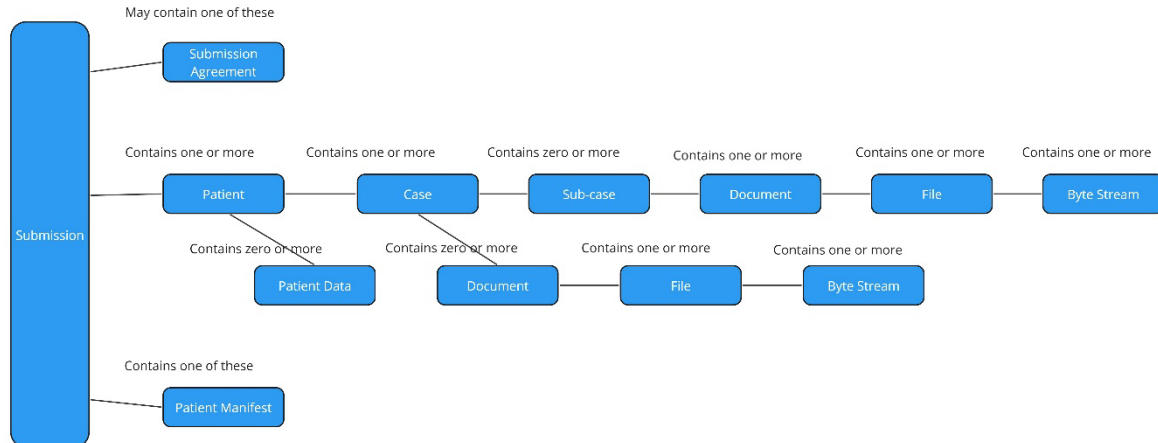 May contain one of these
Submission
Agreement
Contains one or more
Contains one or more
Contains zero or more
Contains one or more
Contains one or more
Contains one or more
Patient
Case
Sub-case
Document
File
Byte Stream
Submission
Contains zero or more
Contains zero or more
Contains one or more
Contains one or more
Patient Data
Document
File
Byte Stream
Contains one of these
Patient Manifest